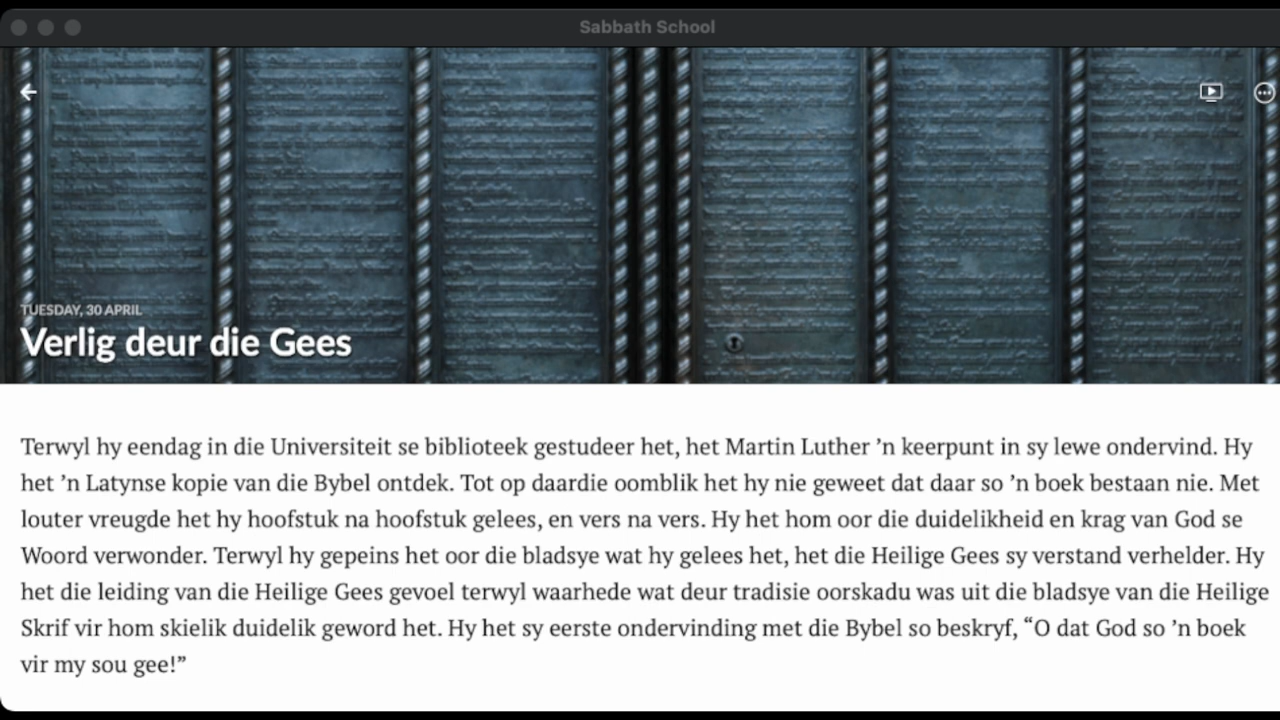 Sabbath School
TUESDAY, 30 APRIL
Verlig deur die Gees
Terwyl hy eendag in die Universiteit se biblioteek gestudeer het, het Martin Luther ’n keerpunt in sy lewe ondervind. Hy
het ’n Latynse kopie van die Bybel ontdek. Tot op daardie oomblik het hy nie geweet dat daar so ’n boek bestaan nie. Met
louter vreugde het hy hoofstuk na hoofstuk gelees, en vers na vers. Hy het hom oor die duidelikheid en krag van God se
Woord verwonder. Terwyl hy gepeins het oor die bladsye wat hy gelees het, het die Heilige Gees sy verstand verhelder. Hy
het die leiding van die Heilige Gees gevoel terwyl waarhede wat deur tradisie oorskadu was uit die bladsye van die Heilige
Skrif vir hom skielik duidelik geword het. Hy het sy eerste ondervinding met die Bybel so beskryf, “O dat God so ’n boek
vir my sou gee!”